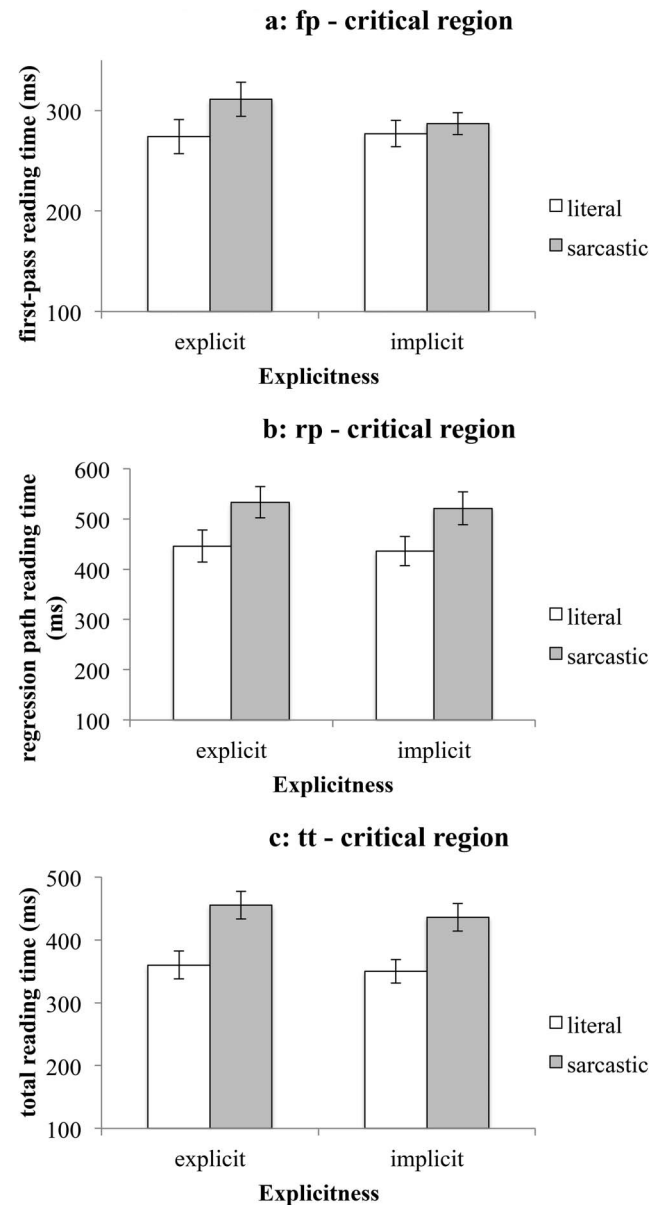 a: fp - critical region
first-pass reading time (ms)
300
200
100
explicit
implicit
Explicitness
literal
sarcastic
b: rp - critical region
regression path reading time
(ms)
600
500
400
300
200
100
explicit
implicit
Explicitness
literal
sarcastic
c: tt - critical region
total reading time (ms)
500
400
300
200
100
explicit
implicit
Explicitness
literal
sarcastic